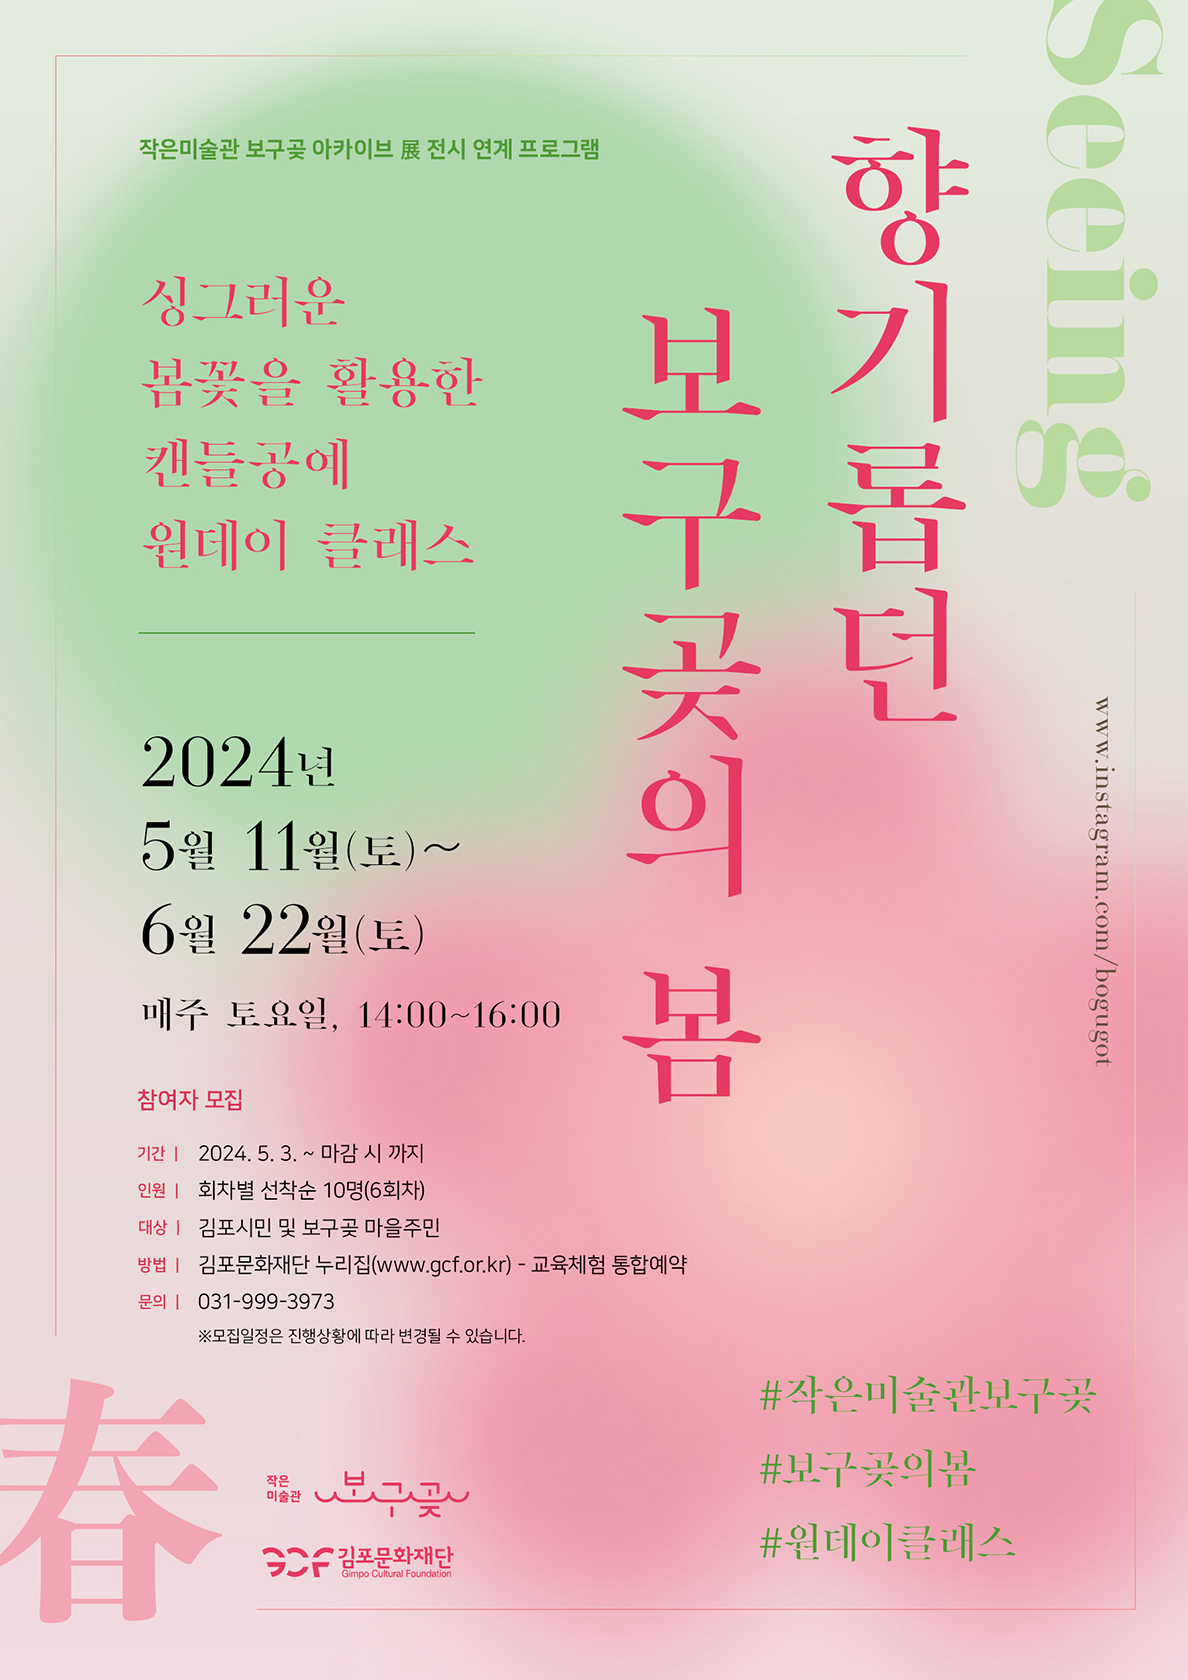 Seeing
작은미술관 보구곶 아카이브 展 전시 연계 프로그램
향기롭던
보구곶의 봄
싱그러운
봄꽃을 활용한
캔들공예
원데이 클래스
2024년
5월 11월(토)~
6월 22월(토)
매주 토요일, 14:00~16:00
www.instagram.com/bogugot
참여자 모집
기간 | 2024. 5. 3. ~ 마감 시 까지
인원 | 회차별 선착순 10명(6회차)
대상 | 김포시민 및 보구곶 마을주민
방법 | 김포문화재단 누리집(www.gcf.or.kr) - 교육체험 통합예약
문의 | 031-999-3973
※모집일정은 진행상황에 따라 변경될 수 있습니다.
#작은미술관보구곶
#보구곶의봄
#원데이클래스
春
작은
미술관
보구곶
GCF 김포문화재단
Gimpo Cultural Foundation